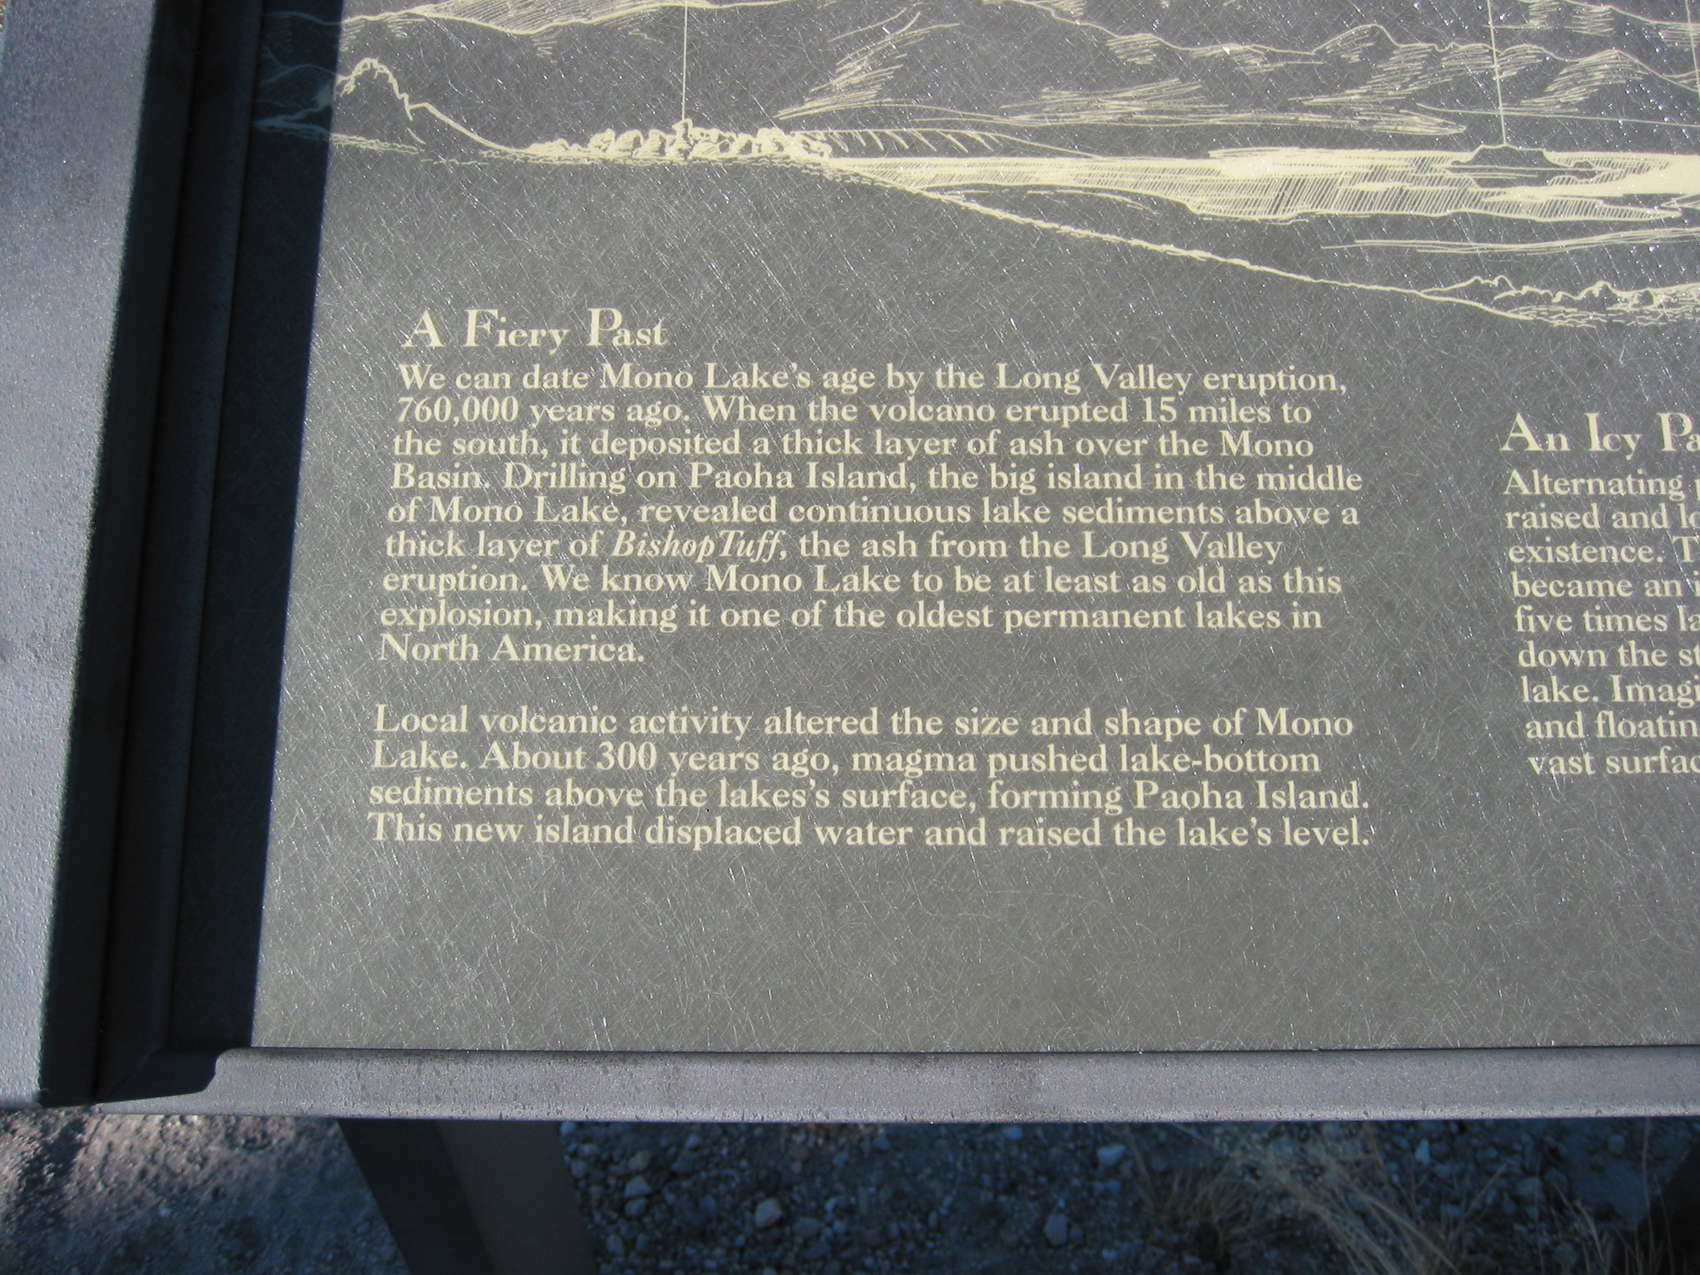 A Fiery Past
We can date Mono Lake's age by the Long Valley eruption,
760,000 years ago. When the volcano erupted 15 miles to
the south, it deposited a thick layer of ash over the Mono
Basin. Drilling on Paoha Island, the big island in the middle
of Mono Lake, revealed continuous lake sediments above a
thick layer of Bishop Tuff, the ash from the Long Valley
eruption. We know Mono Lake to be at least as old as this
explosion, making it one of the oldest permanent lakes in
North America.
Local volcanic activity altered the size and shape of Mono
Lake. About 300 years ago, magma pushed lake-bottom
sediments above the lakes's surface, forming Paoha Island.
This new island displaced water and raised the lake's level.
An Icy
Alternating
raised and
existence.
became an
five times
down the
lake.
and
vast